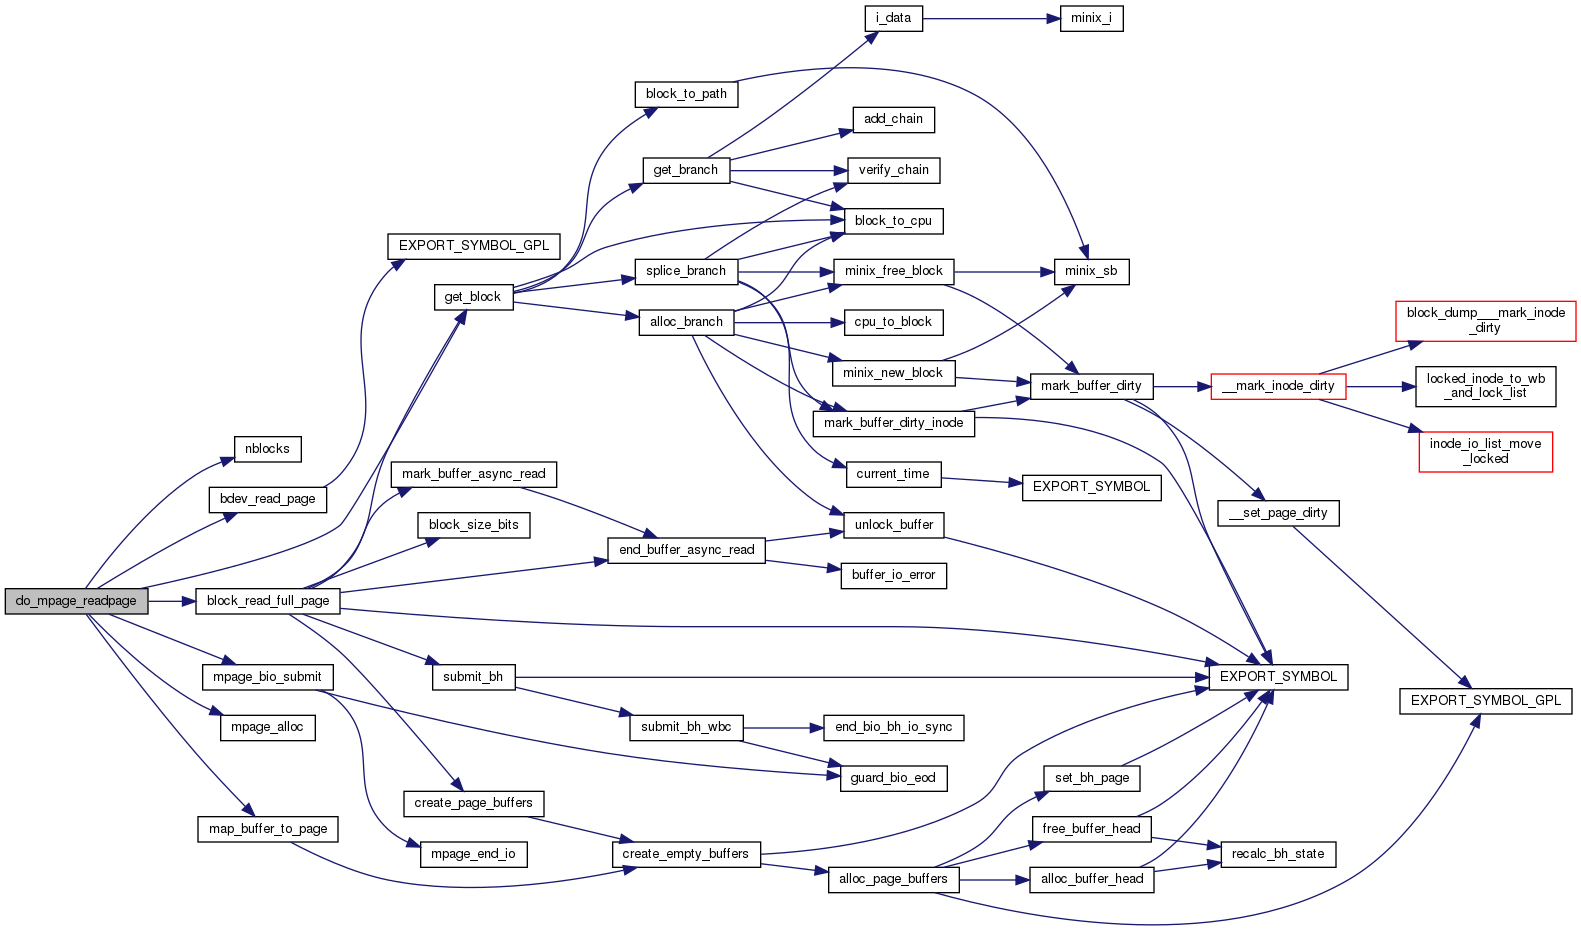 i_data
minix_i
block_to_path
add_chain
get_branch
verify_chain
block_to_cpu
EXPORT_SYMBOL_GPL
splice_branch
minix_free_block
minix_sb
get_block
alloc_branch
cpu_to_block
block_dump___mark_inode
_dirty
minix_new_block
mark_buffer_dirty
__mark_inode_dirty
locked_inode_to_wb
_and_lock_list
mark_buffer_dirty_inode
nblocks
inode_io_list_move
_locked
mark_buffer_async_read
current_time
EXPORT_SYMBOL
bdev_read_page
block_size_bits
unlock_buffer
__set_page_dirty
end_buffer_async_read
buffer_io_error
do_mpage_readpage
block_read_full_page
mpage_bio_submit
submit_bh
EXPORT_SYMBOL
EXPORT_SYMBOL_GPL
mpage_alloc
submit_bh_wbc
end_bio_bh_io_sync
guard_bio_eod
set_bh_page
create_page_buffers
map_buffer_to_page
free_buffer_head
mpage_end_io
create_empty_buffers
recalc_bh_state
alloc_page_buffers
alloc_buffer_head